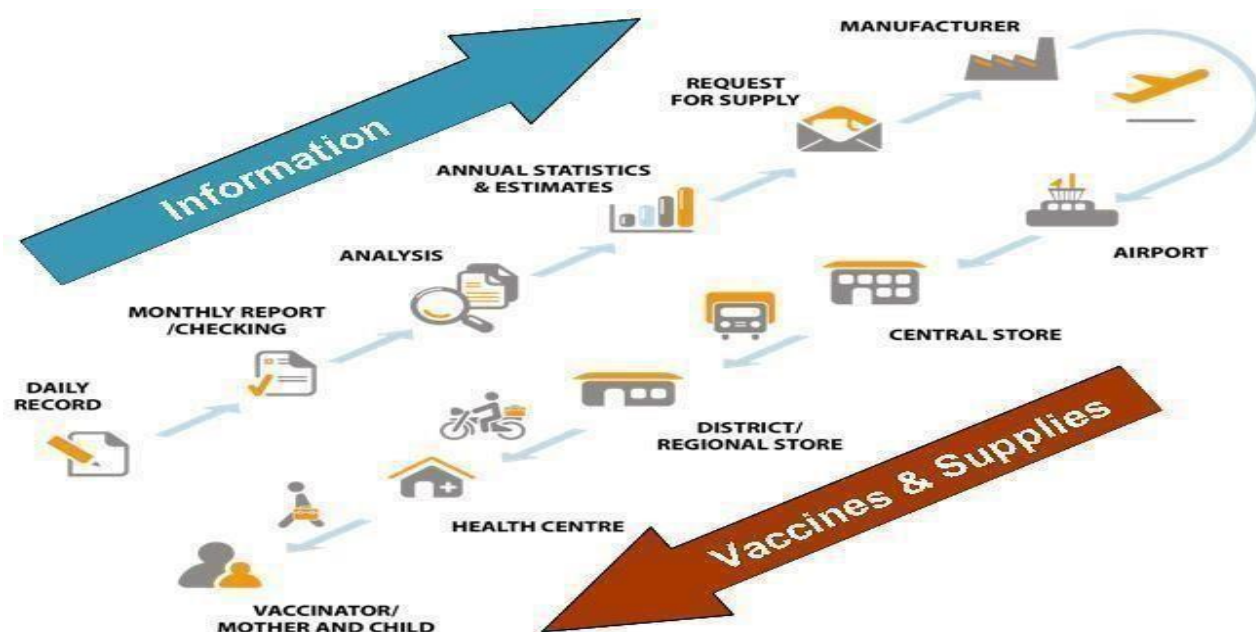 MANUFACTURER
REQUEST
FOR SUPPLY
Information
ANNUAL STATISTICS
& ESTIMATES
ANALYSIS
AIRPORT
MONTHLY REPORT
/CHECKING
CENTRAL STORE
DAILY
RECORD
DISTRICT/
REGIONAL STORE
Vaccines & Supplies
HEALTH CENTRE
VACCINATOR/
MOTHER AND CHILD